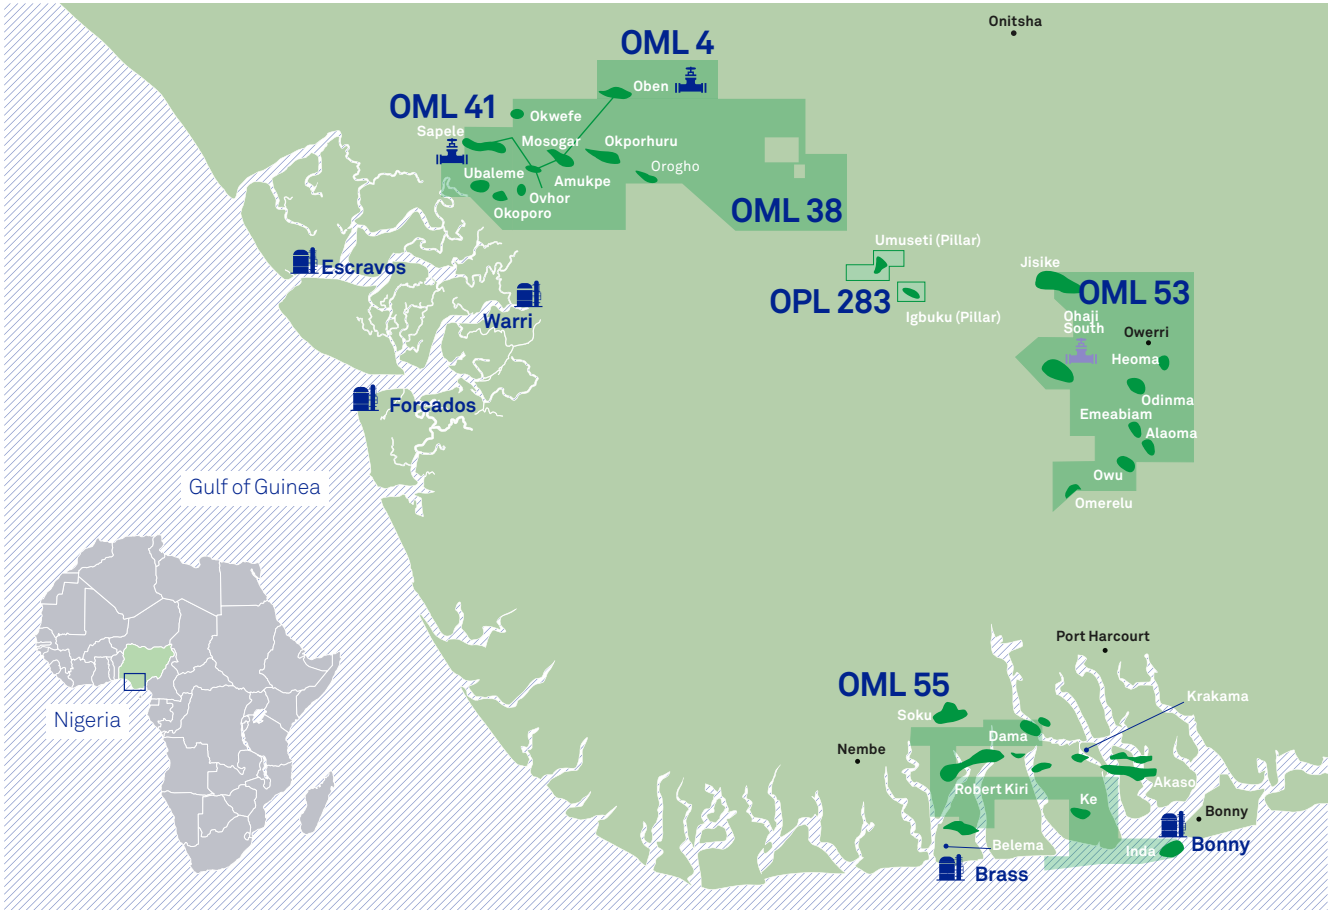 Onitsha
OML 4
Oben
OML 41
Sapele
Okwefe
Mosogar
Okporhuru
Orogho
Ubaleme
Amukpe
Ovhor
Okoporo
OML 38
Umuseti (Pillar)
OPL 283
Igbuku (Pillar)
Jisike
OML 53
Ohaji
South
Owerri
Heoma
Odinma
Emeabiam
Alaoma
Owu
Omerelu
Escravos
Warri
Forcados
Gulf of Guinea
Nigeria
Port Harcourt
OML 55
Krakama
Soku
Dama
Nembe
Robert Kiri
Akaso
Ke
Bonny
Belema
Inda
Bonny
Brass